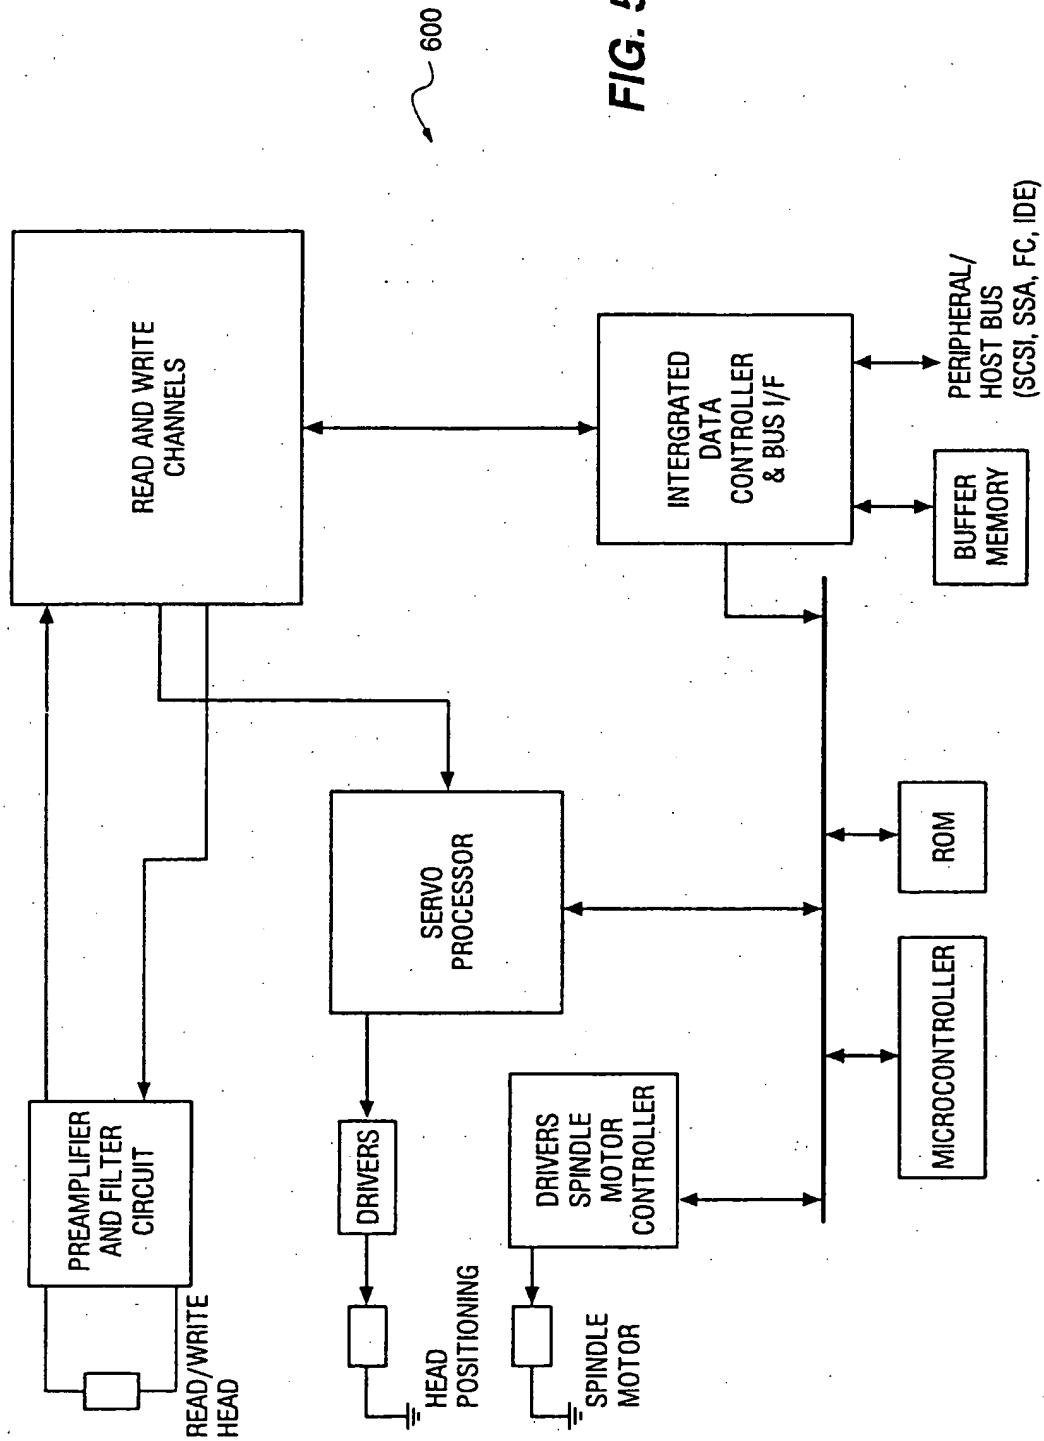 READ/WRITE
HEAD
PREAMPLIFIER
AND FILTER
CIRCUIT
READ AND WRITE
CHANNELS
600
HEAD
POSITIONING
DRIVERS
SERVO
PROCESSOR
SPINDLE
MOTOR
DRIVERS
SPINDLE
MOTOR
CONTROLLER
INTERGRATED
DATA
CONTROLLER
& BUS I/F
MICROCONTROLLER
ROM
BUFFER
MEMORY
PERIPHERAL/
HOST BUS
(SCSI, SSA, FC, IDE)
FIG. 5